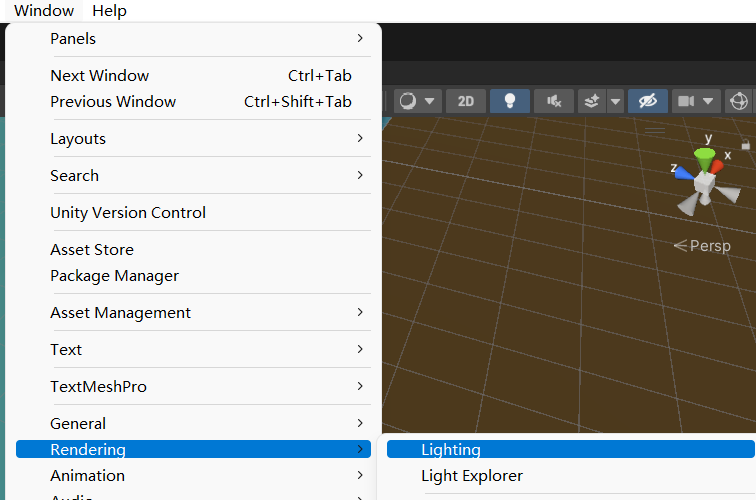 Window Help
Panels
Next Window Ctrl+Tab
Previous Window Ctrl+Shift+Tab
Layouts
Search
Unity Version Control
Asset Store
Package Manager
Asset Management
Text
TextMeshPro
General
Rendering
Animation
Audio
Lighting
Light Explorer
2D
y
x
z
Persp